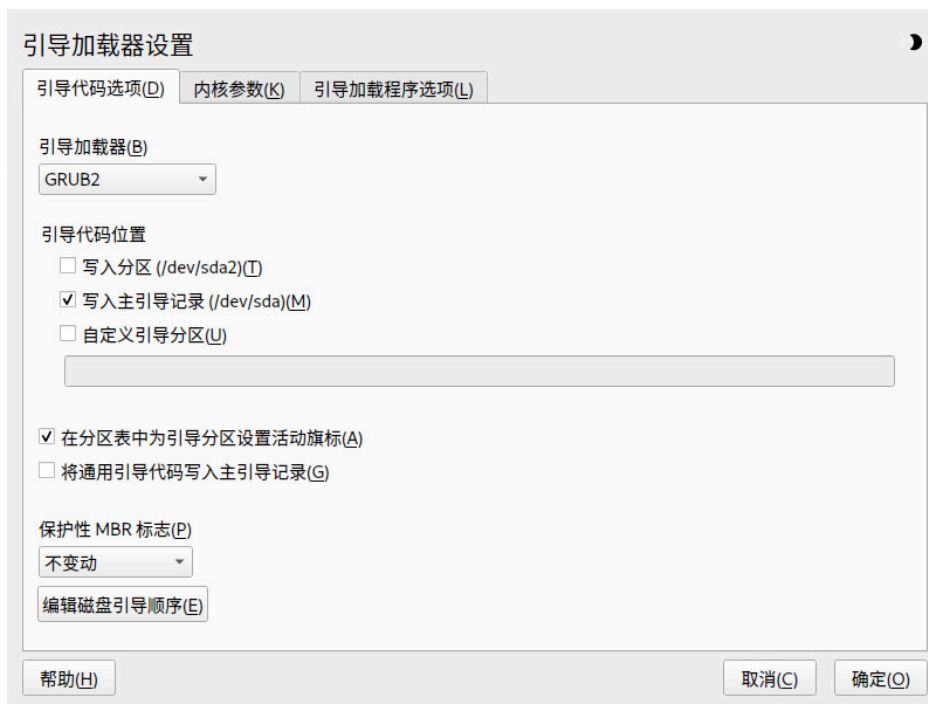 引导加载器设置
引导代码选项(D) 内核参数(K) 引导加载程序选项(L)
引导加载器(B)
GRUB2
引导代码位置
写入分区 (/dev/sda2)(T)
写入主引导记录 (/dev/sda)(M)
自定义引导分区(U)
在分区表中为引导分区设置活动旗标(A)
将通用引导代码写入主引导记录(G)
保护性 MBR 标志(P)
不变动
编辑磁盘引导顺序(E)
帮助(H) 取消(C) 确定(O)